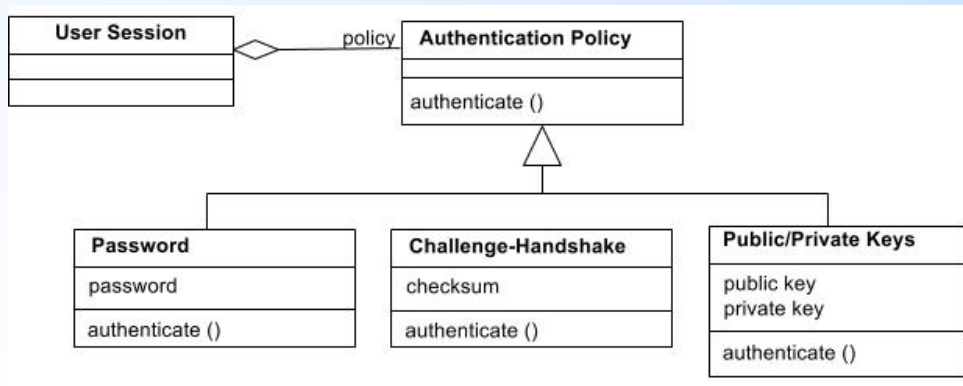 User Session
policy
Authentication Policy
authenticate ()
Password
password
authenticate ()
Challenge-Handshake
checksum
authenticate ()
Public/Private Keys
public key
private key
authenticate ()